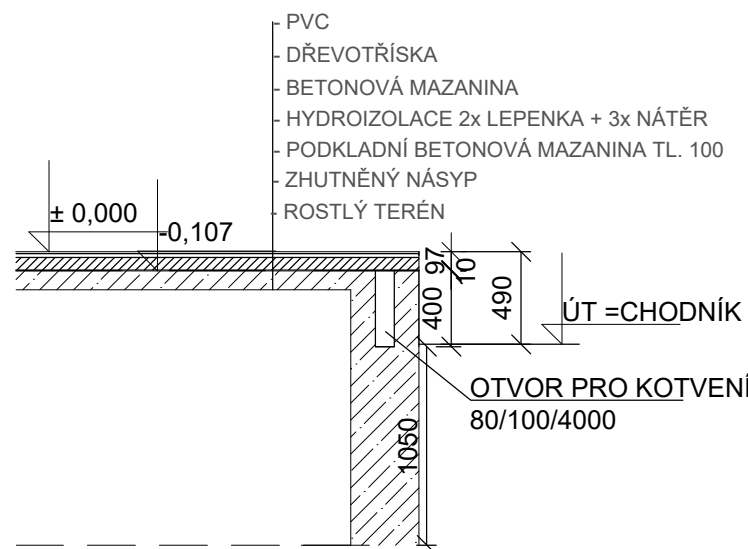 PVC
DŘEVOTŘÍSKA
BETONOVÁ MAZANINA
HYDROIZOLACE 2x LEPENKA + 3x NÁTĚR
PODKLADNÍ BETONOVÁ MAZANINA TL. 100
ZHUTNĚNÝ NÁSYP
ROSTLÝ TERÉN
± 0,000
-0,107
97
10
400
490
ÚT =CHODNÍK
OTVOR PRO KOTVENÍ
80/100/4000
1050